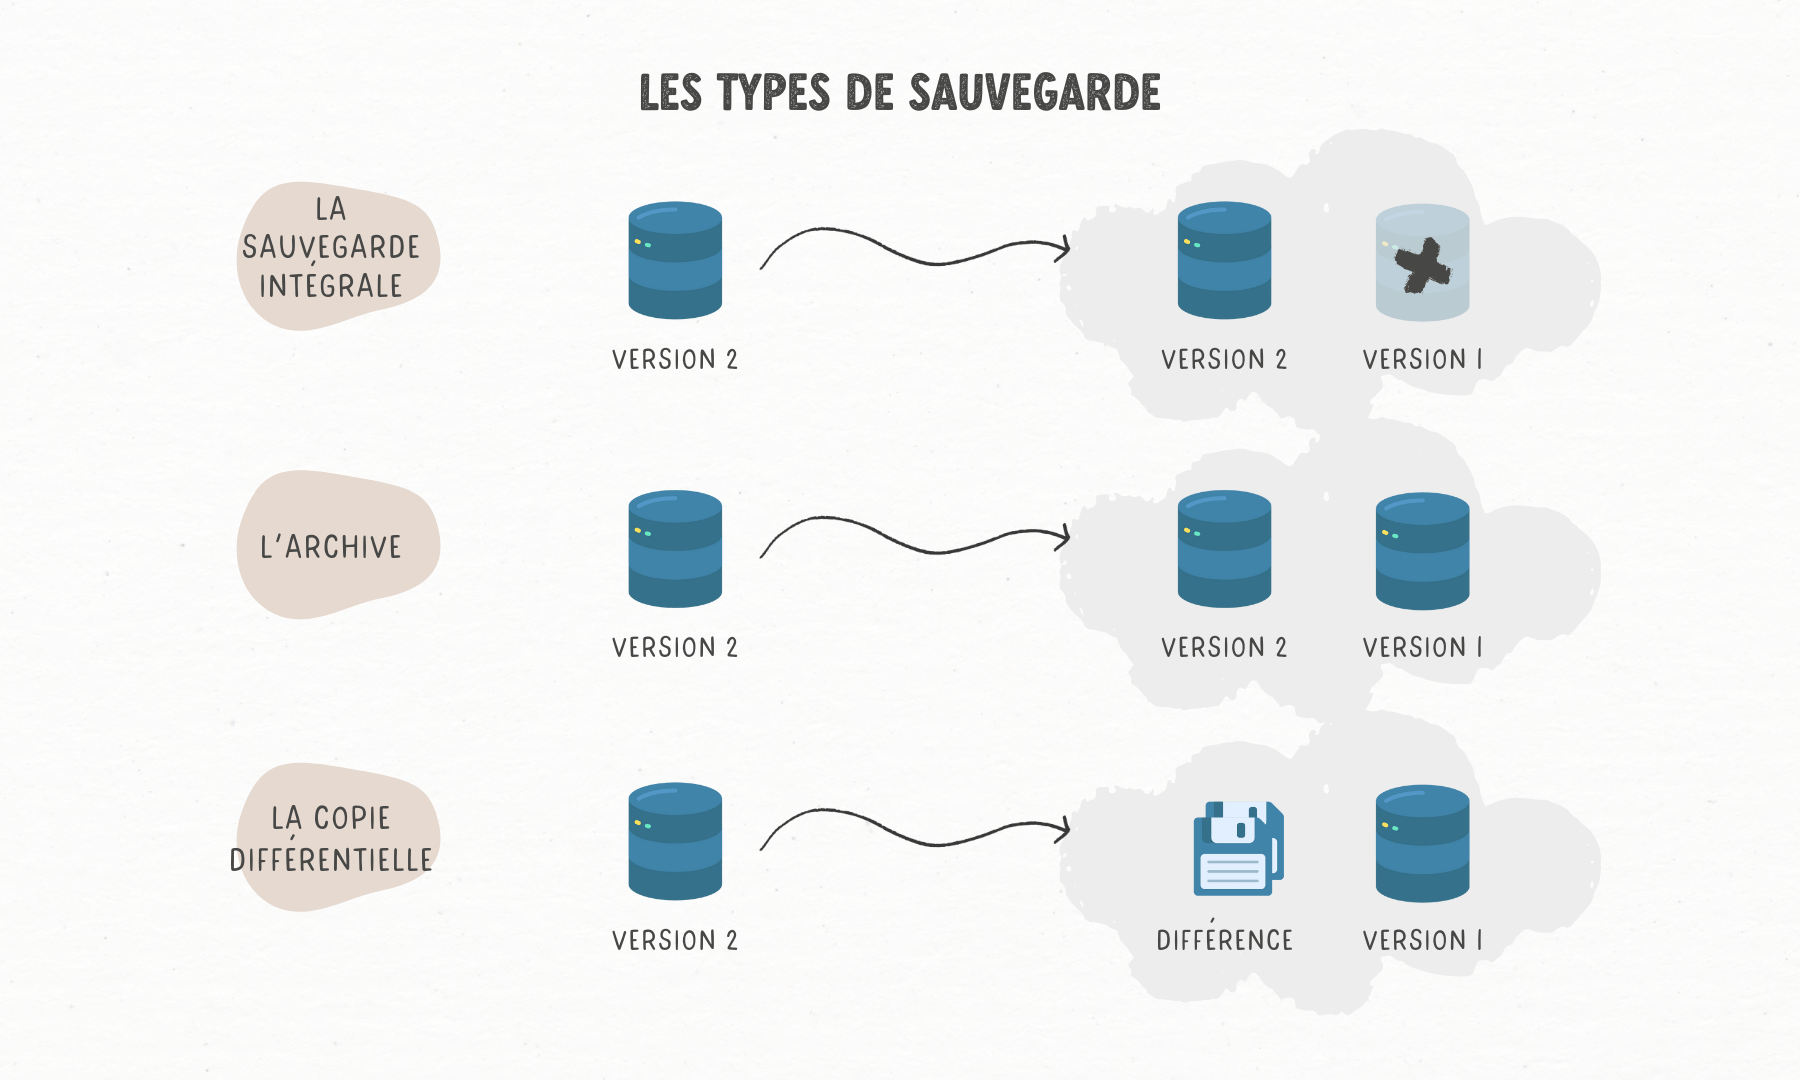 LES TYPES DE SAUVEGARDE
LA
SAUVEGARDE
INTÉGRALE
VERSION 2
VERSION 2
VERSION 1
L'ARCHIVE
VERSION 2
VERSION 2
VERSION 1
LA COPIE
DIFFÉRENTIELLE
VERSION 2
DIFFÉRENCE
VERSION 1